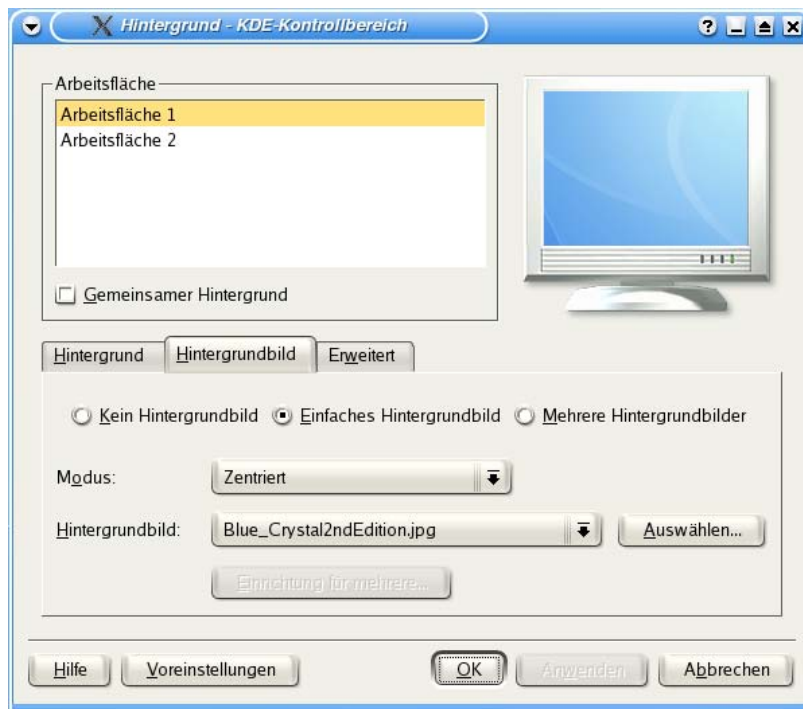 Hintergrund - KDE-Kontrollbereich
Arbeitsfläche
Arbeitsfläche 1
Arbeitsfläche 2
Gemeinsamer Hintergrund
Hintergrund Hintergrundbild Erweitert
Kein Hintergrundbild Einfaches Hintergrundbild Mehrere Hintergrundbilder
Modus: Zentriert
Hintergrundbild: Blue_Crystal2ndEdition.jpg Auswählen...
Einrichtung für mehrere...
Hilfe Voreinstellungen OK Anwenden Abbrechen